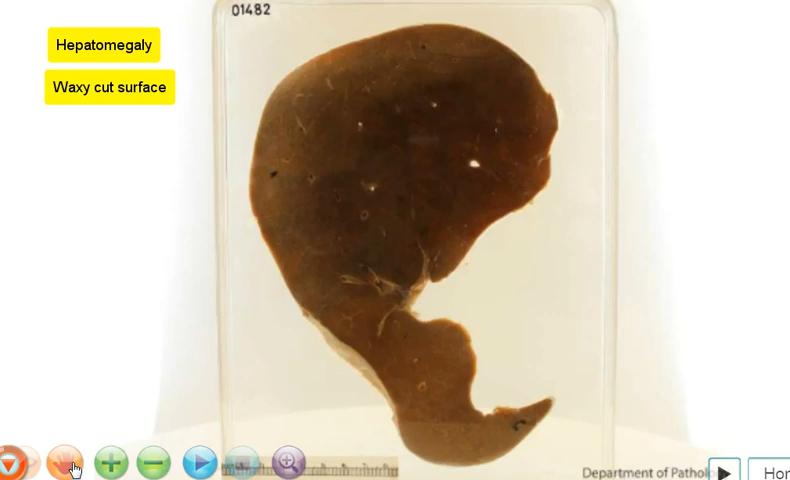 01482
Hepatomegaly
Waxy cut surface
Department of Pathol
Hor